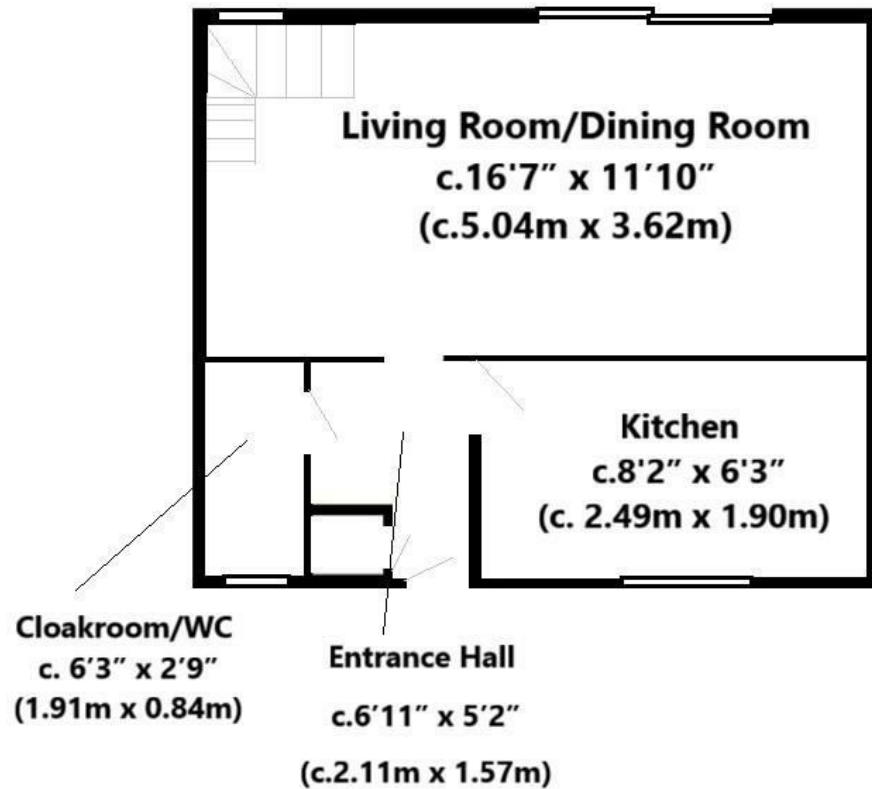 Living Room/Dining Room
c.16'7” x 11’10”
(c.5.04m x 3.62m)
Kitchen
c.8’2” x 6’3”
(c. 2.49m x 1.90m)
Cloakroom/WC
c. 6’3” x 2’9”
(1.91m x 0.84m)
Entrance Hall
c.6’11” x 5’2”
(c.2.11m x 1.57m)